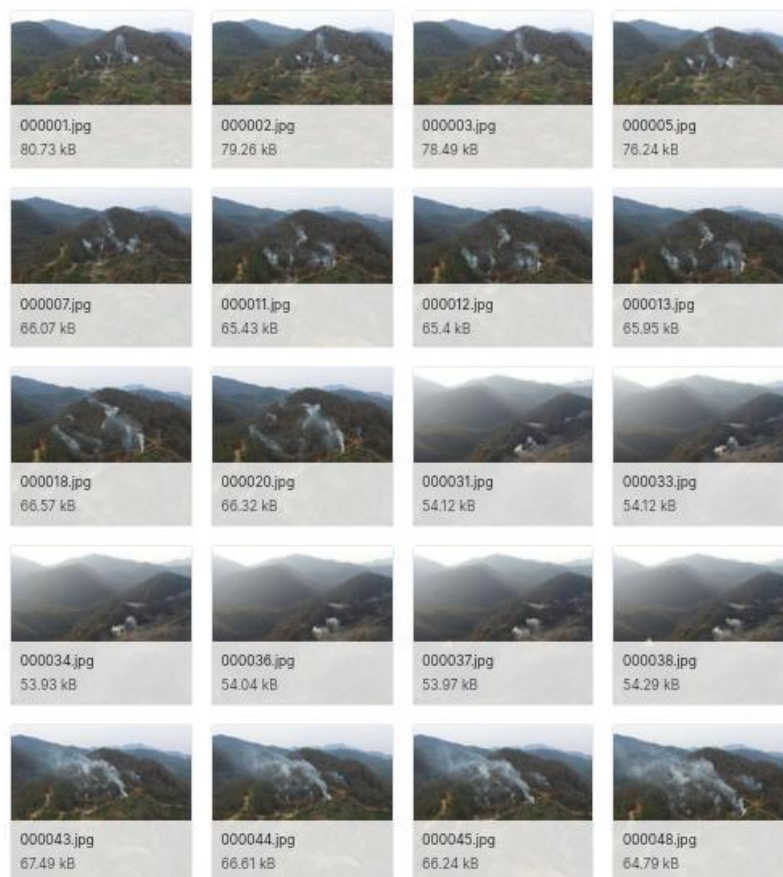 000001.jpg
80.73 kB
000002.jpg
79.26 kB
000003.jpg
78.49 kB
000005.jpg
76.24 kB
000007.jpg
66.07 kB
000011.jpg
65.43 kB
000012.jpg
65.4 kB
000013.jpg
65.95 kB
000018.jpg
66.57 kB
000020.jpg
66.32 kB
000031.jpg
54.12 kB
000033.jpg
54.12 kB
000034.jpg
53.93 kB
000036.jpg
54.04 kB
000037.jpg
53.97 kB
000038.jpg
54.29 kB
000043.jpg
67.49 kB
000044.jpg
66.61 kB
000045.jpg
66.24 kB
000048.jpg
64.79 kB